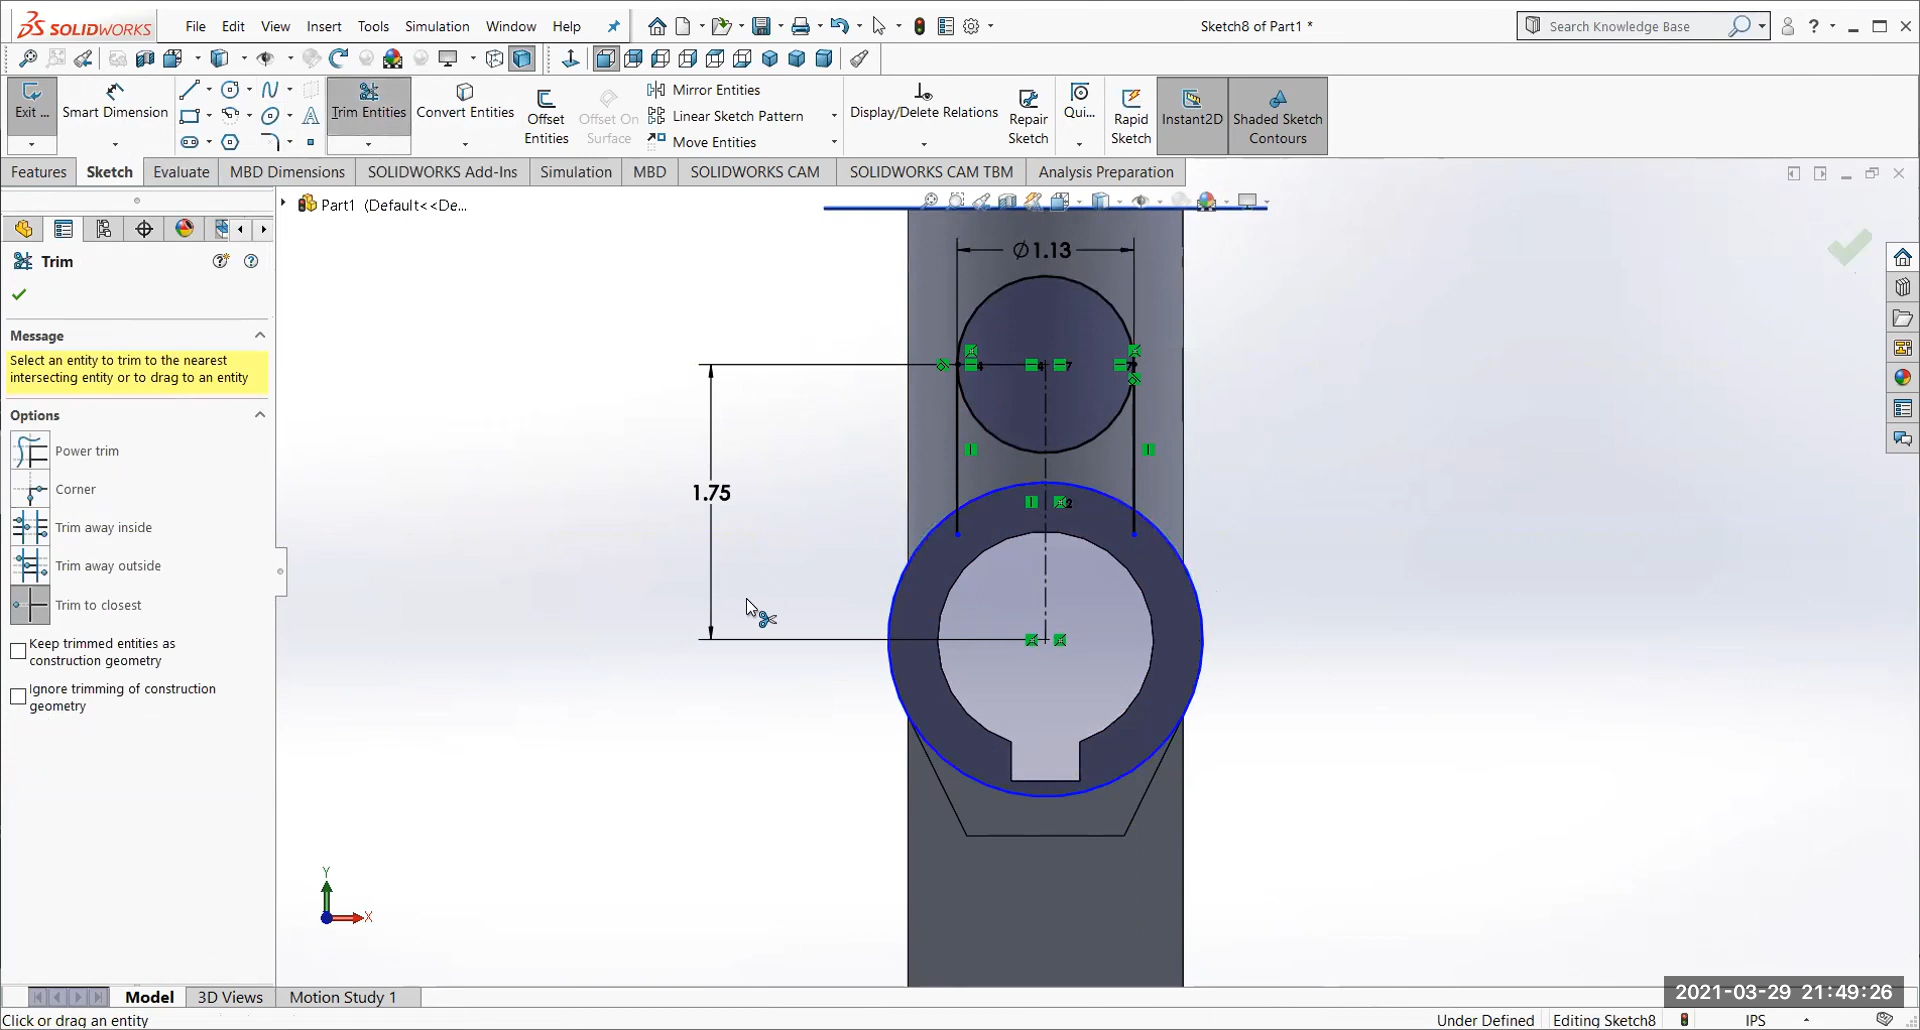 SOLIDWORKS File Edit View Insert Tools Simulation Window Help Sketch8 of Part1 * Search Knowledge Base ?
Exit ... Smart Dimension Trim Entities Convert Entities Offset Entities Offset On Surface Mirror Entities Linear Sketch Pattern Move Entities Display/Delete Relations Repair Sketch Qui... Rapid Sketch Instant2D Shaded Sketch Contours
Features Sketch Evaluate MBD Dimensions SOLIDWORKS Add-Ins Simulation MBD SOLIDWORKS CAM SOLIDWORKS CAM TBM Analysis Preparation
Part1 (Default<<De...
Trim
Message
Select an entity to trim to the nearest
intersecting entity or to drag to an entity
Options
Power trim
Corner
Trim away inside
Trim away outside
Trim to closest
Keep trimmed entities as
construction geometry
Ignore trimming of construction
geometry
∅1.13
1.75
Y
X
Model 3D Views Motion Study 1
2021-03-29 21:49:26
Click or drag an entity Under Defined Editing Sketch8 IPS